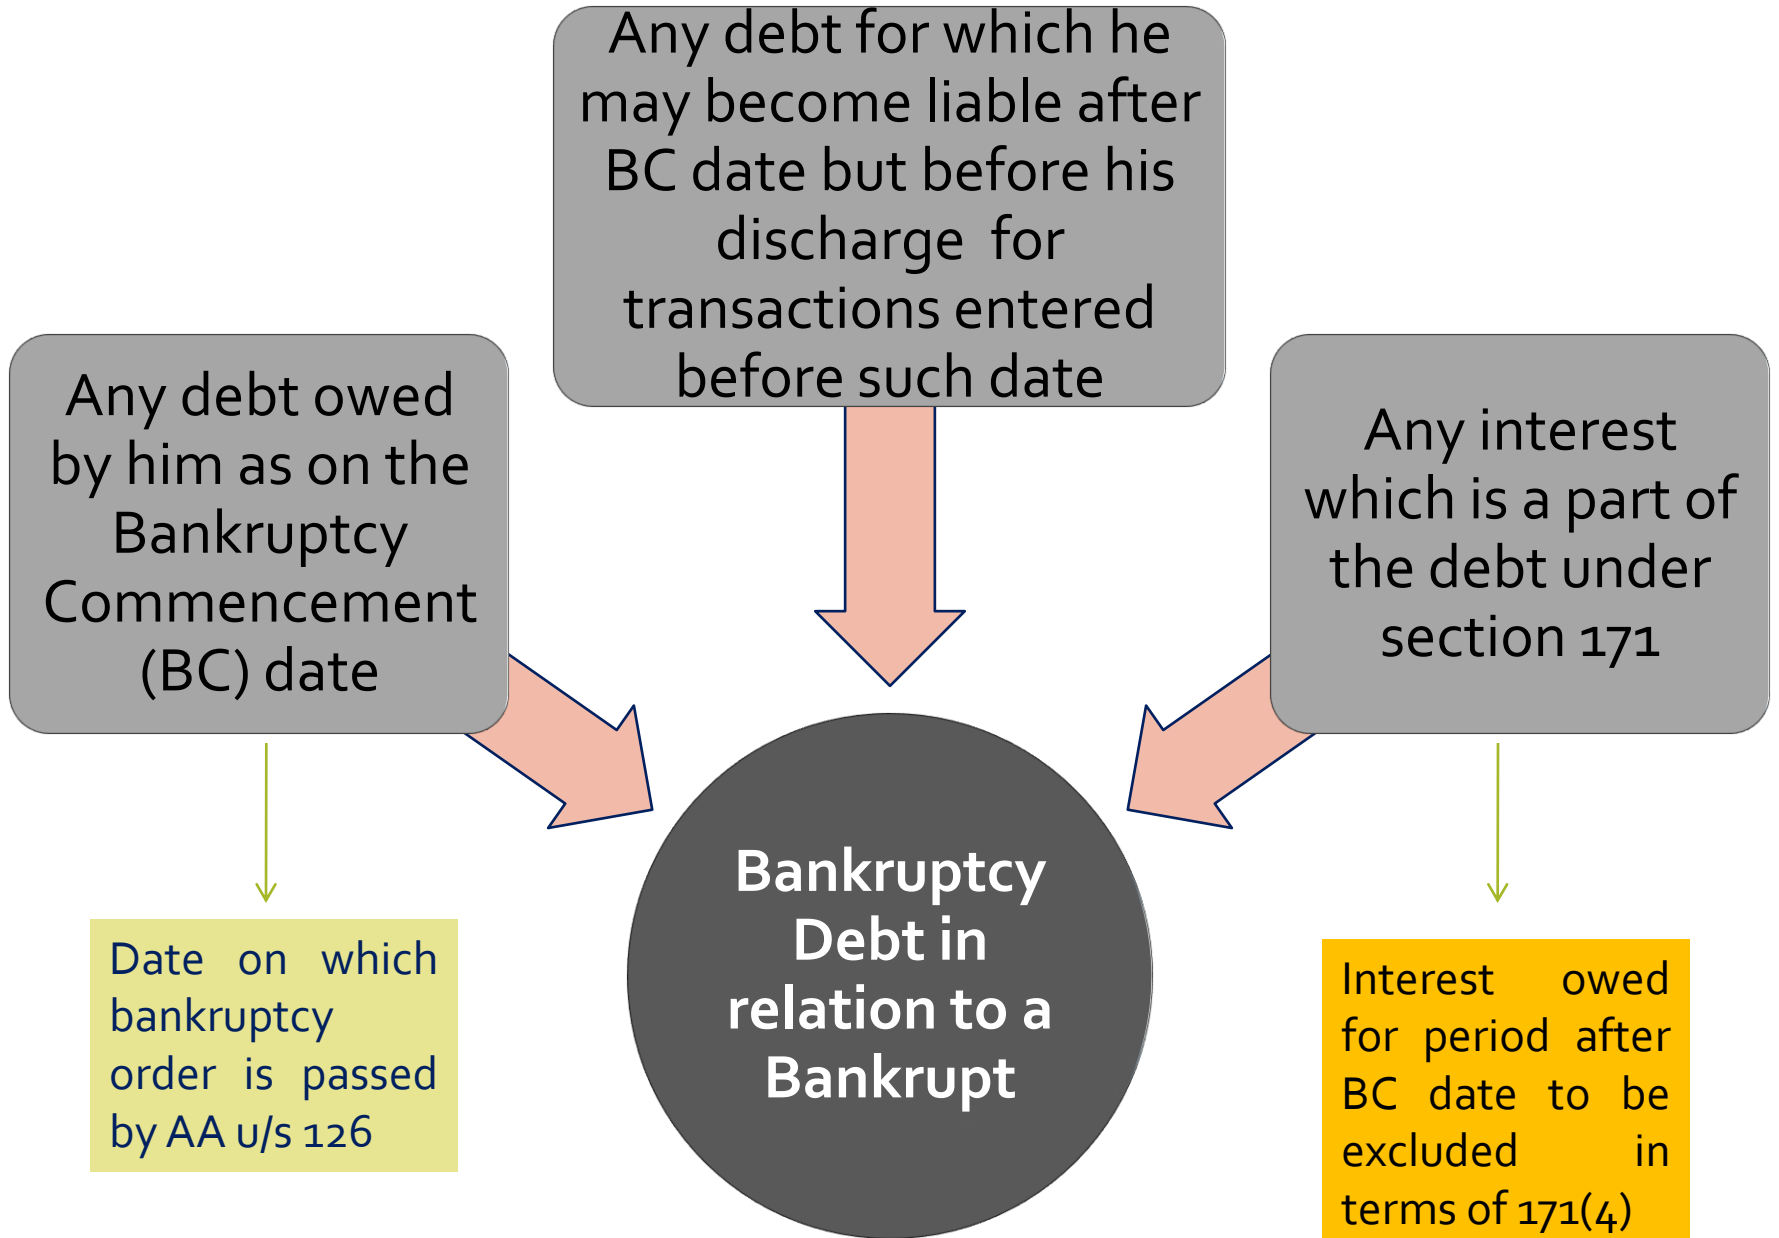 Any debt for which he
may become liable after
BC date but before his
discharge for
transactions entered
before such date
Any debt owed
by him as on the
Bankruptcy
Commencement
(BC) date
Any interest
which is a part of
the debt under
section 171
Bankruptcy
Debt in
relation to a
Bankrupt
Date on which
bankruptcy
order is passed
by AA u/s 126
Interest owed
for period after
BC date to be
excluded in
terms of 171(4)